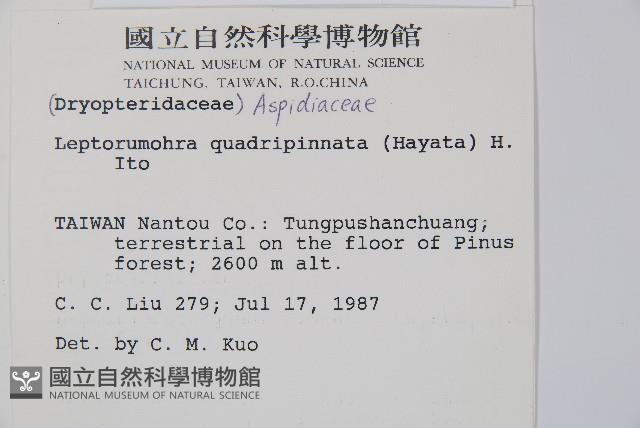 國立自然科學博物館
NATIONAL MUSEUM OF NATURAL SCIENCE
TAICHUNG, TAIWAN, R.O.CHINA
(Dryopteridaceae) Aspidiaceae
Leptorumohra quadripinnata (Hayata) H.
Ito
TAIWAN Nantou Co.: Tungpushanchuang;
terrestrial on the floor of Pinus
forest; 2600 m alt.
C. C. Liu 279; Jul 17, 1987
Det. by C. M. Kuo
國立自然科學博物館
NATIONAL MUSEUM OF NATURAL SCIENCE